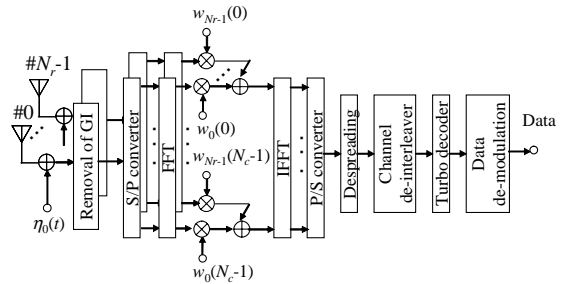 w_{Nr-1}(0)
#N_r-1
#0
Removal of GI
S/P converter
FFT
w_0(0)
w_{Nr-1}(N_c-1)
w_0(N_c-1)
η_0(t)
IFFT
P/S converter
Despreading
Channel
de-interleaver
Turbo decoder
Data
de-modulation
Data